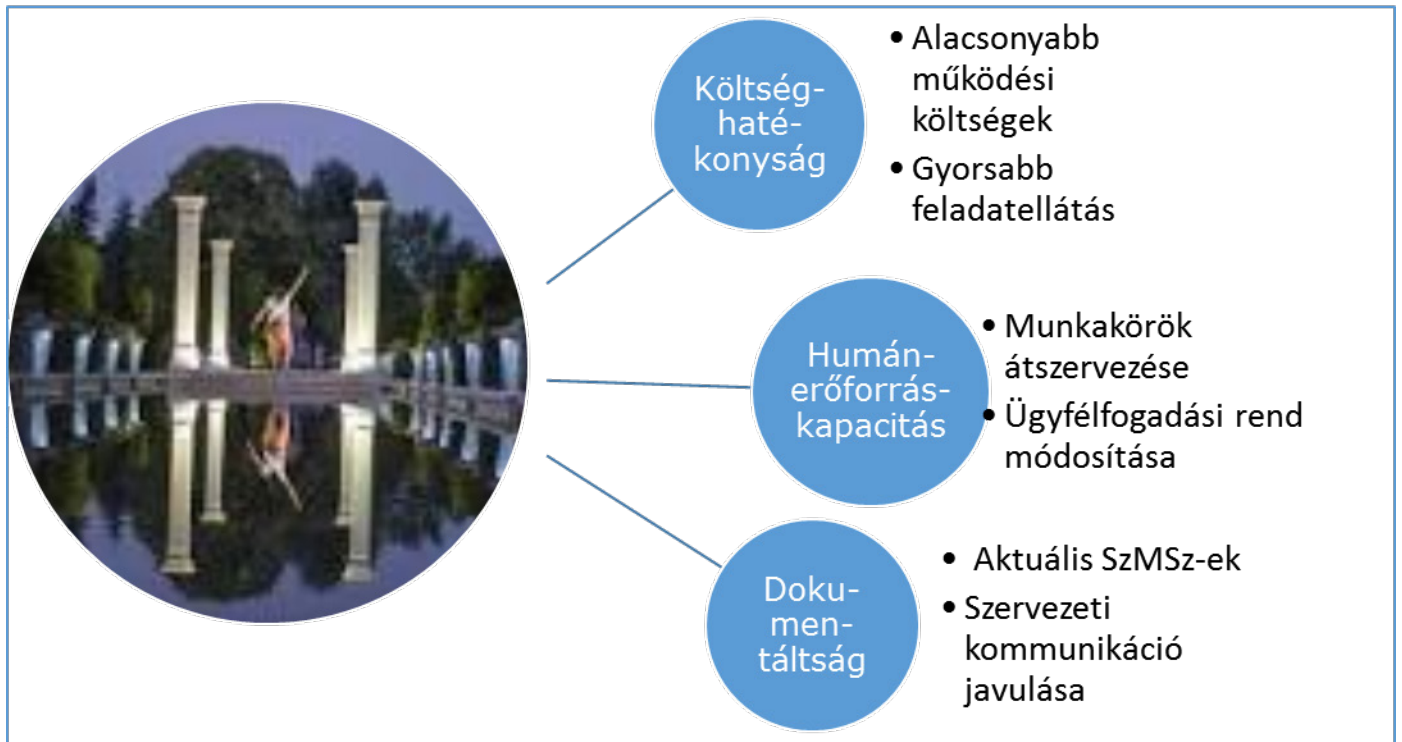 Költség-
haté-
konyság
• Alacsonyabb
működési
költségek
• Gyorsabb
feladatellátás
Humán-
erőforrás-
kapacitás
• Munkakörök
átszervezése
• Ügyfélfogadási rend
módosítása
Doku-
men-
táltság
• Aktuális SzMSz-ek
• Szervezeti
kommunikáció
javulása